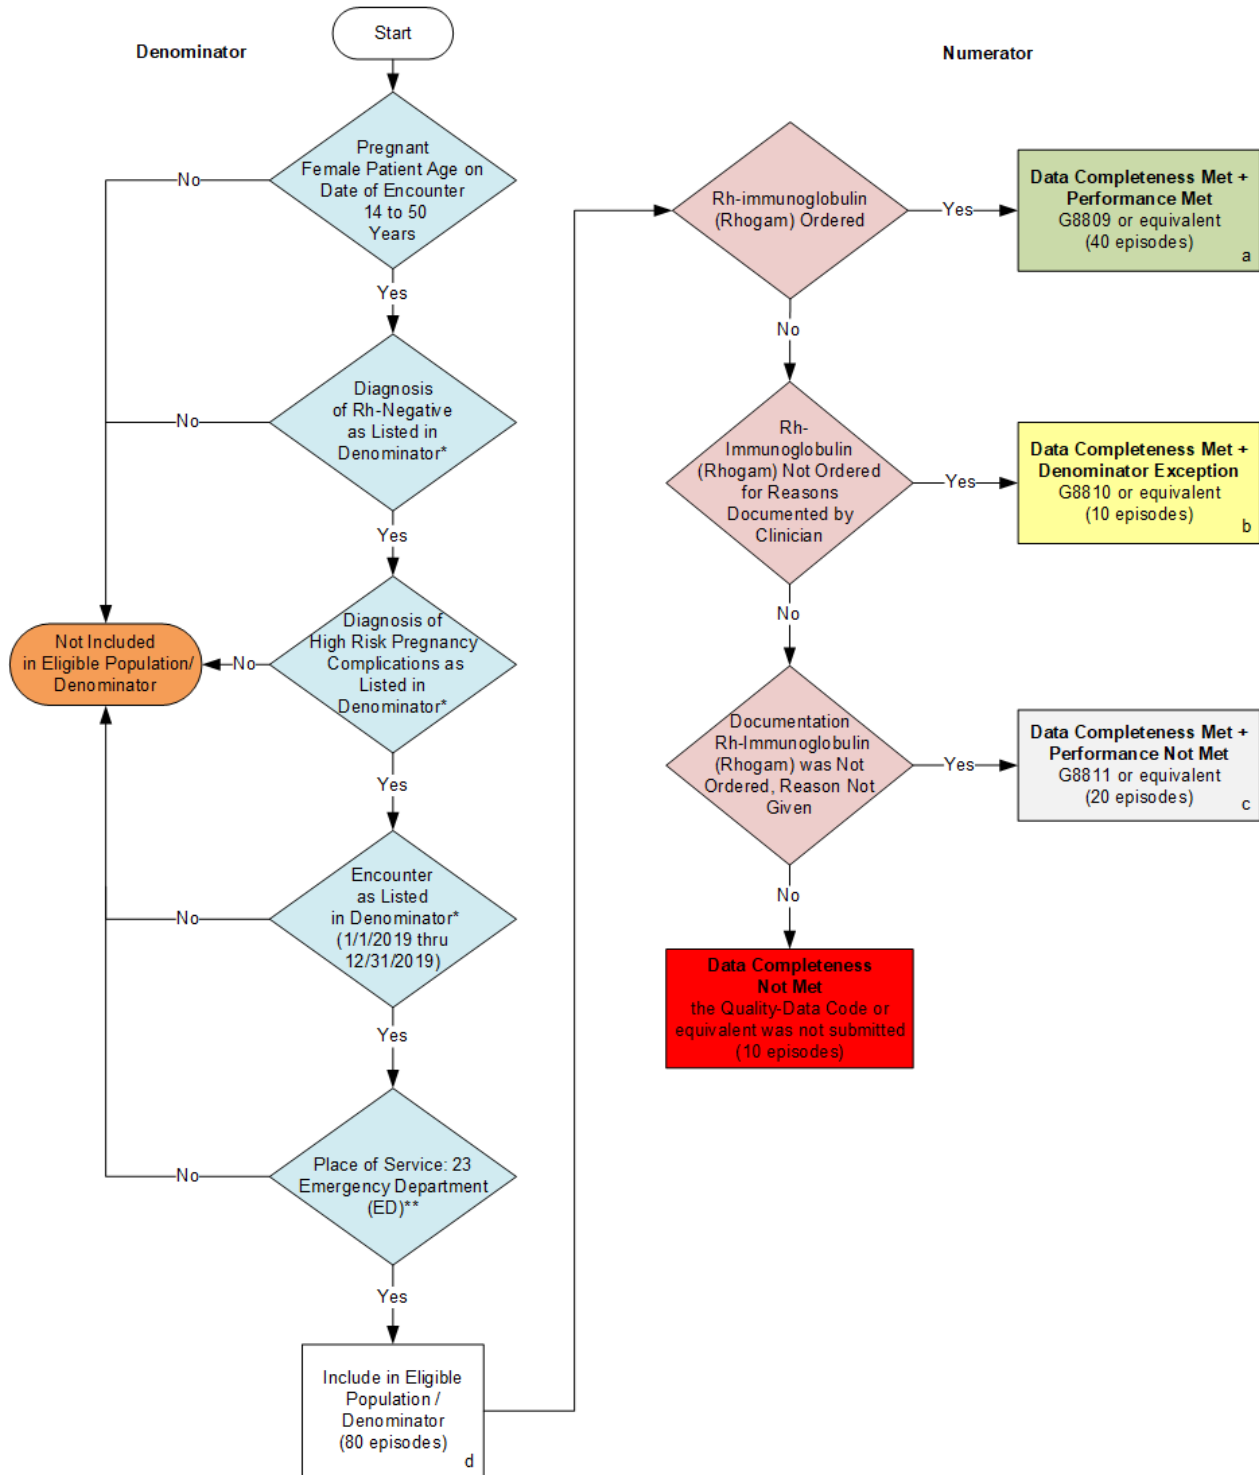 Start
Denominator
Numerator
Pregnant
Female Patient Age on
Date of Encounter
14 to 50
Years
No
Yes
Diagnosis
of Rh-Negative
as Listed in
Denominator*
No
Yes
Diagnosis of
High Risk Pregnancy
Complications as
Listed in
Denominator*
No
Not Included
in Eligible Population/
Denominator
Yes
Encounter
as Listed
in Denominator*
(1/1/2019 thru
12/31/2019)
No
Yes
Place of Service: 23
Emergency Department
(ED)**
No
Yes
Include in Eligible
Population /
Denominator
(80 episodes)
d
Rh-immunoglobulin
(Rhogam) Ordered
Yes
Data Completeness Met +
Performance Met
G8809 or equivalent
(40 episodes)
a
No
Rh-
Immunoglobulin
(Rhogam) Not Ordered
for Reasons
Documented by
Clinician
Yes
Data Completeness Met +
Denominator Exception
G8810 or equivalent
(10 episodes)
b
No
Documentation
Rh-Immunoglobulin
(Rhogam) was Not
Ordered, Reason Not
Given
Yes
Data Completeness Met +
Performance Not Met
G8811 or equivalent
(20 episodes)
c
No
Data Completeness
Not Met
the Quality-Data Code or
equivalent was not submitted
(10 episodes)